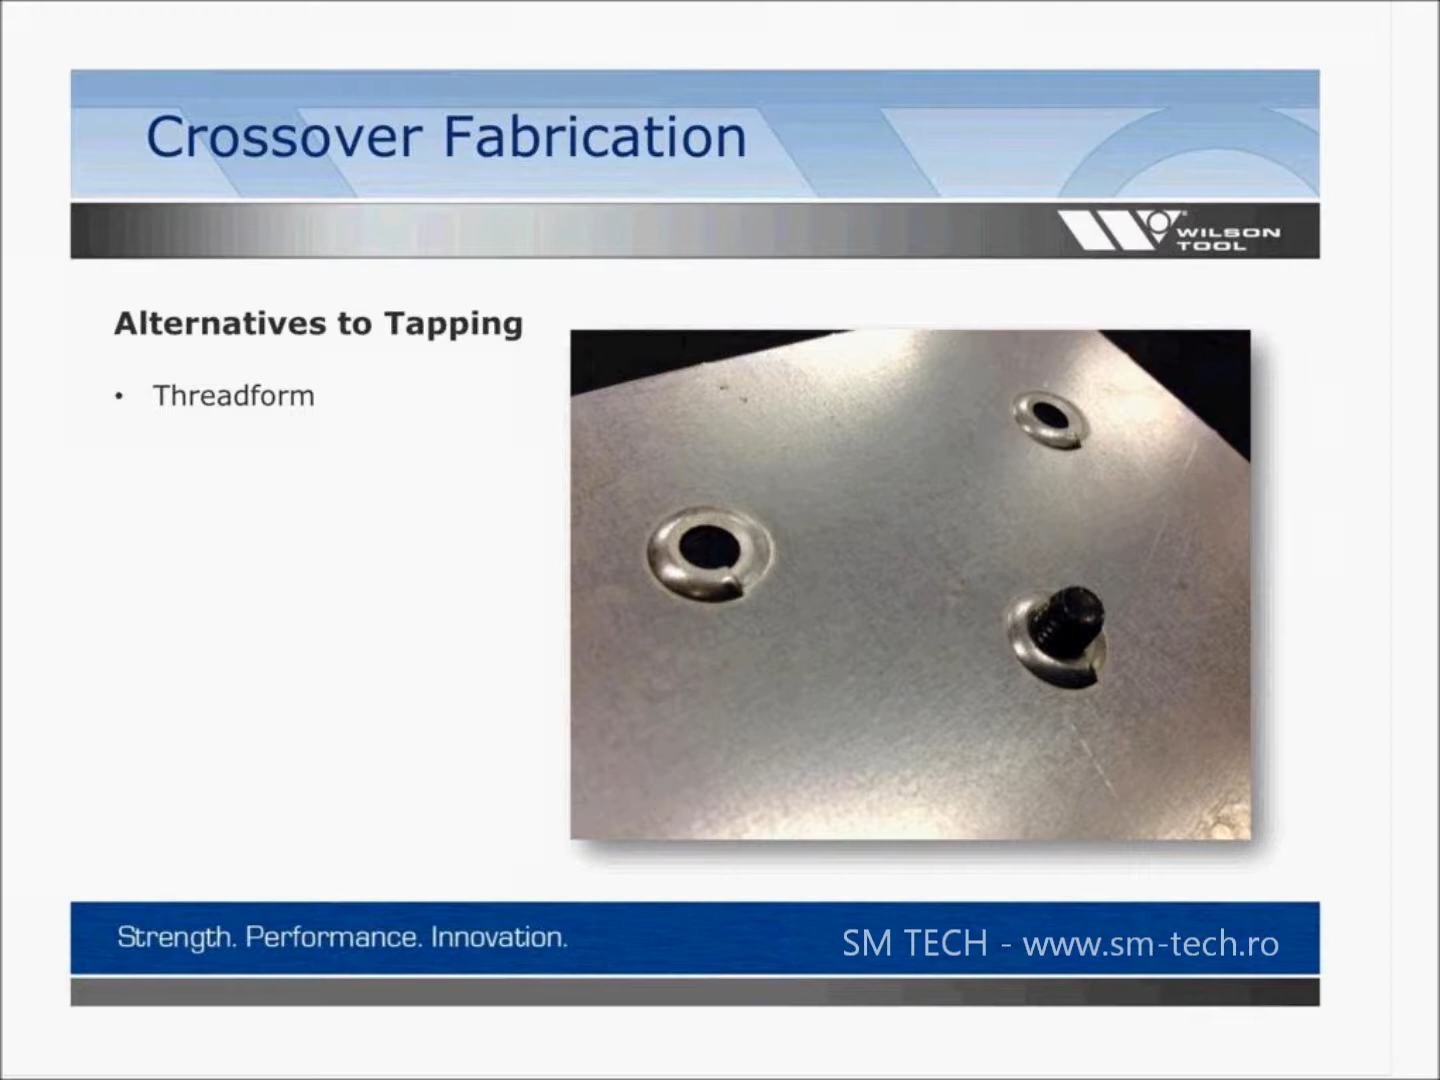 Crossover Fabrication
WILSON
TOOL
Alternatives to Tapping
• Threadform
Strength. Performance. Innovation.
SM TECH - www.sm-tech.ro